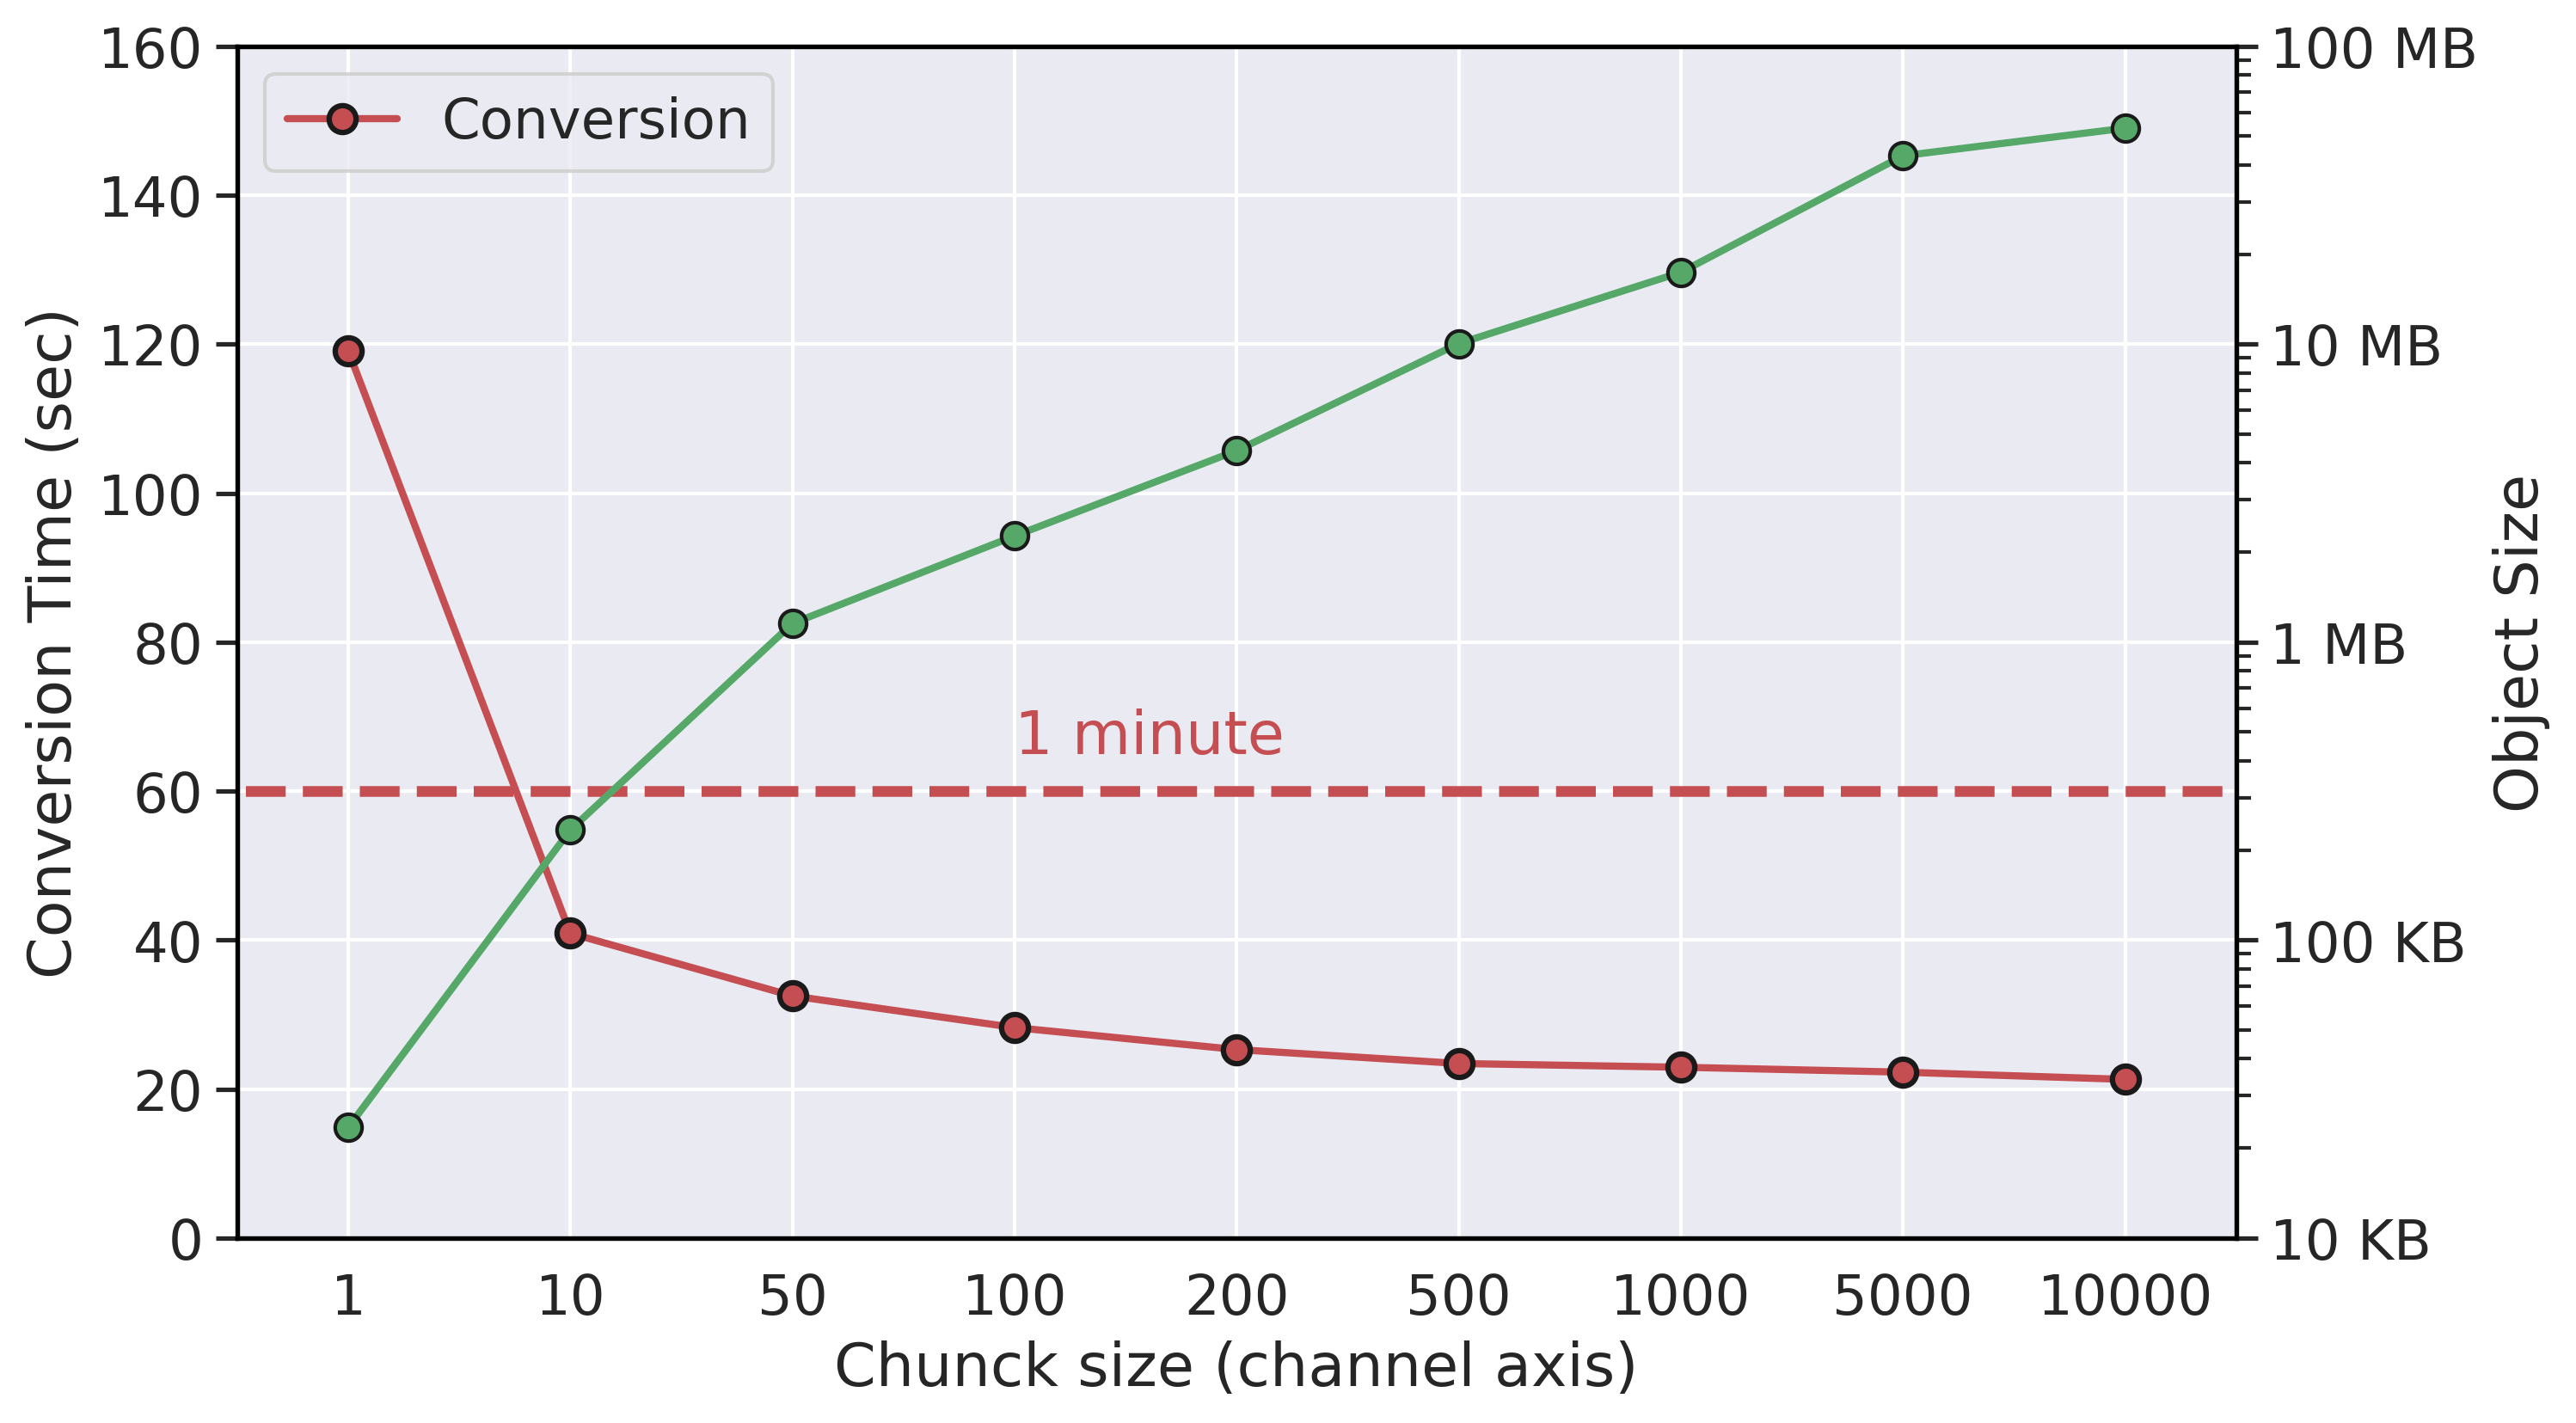 160
140
120
100
80
60
40
20
0
Conversion Time (sec)
Conversion
1 minute
100 MB
10 MB
1 MB
100 KB
10 KB
Object Size
1 10 50 100 200 500 1000 5000 10000
Chunck size (channel axis)